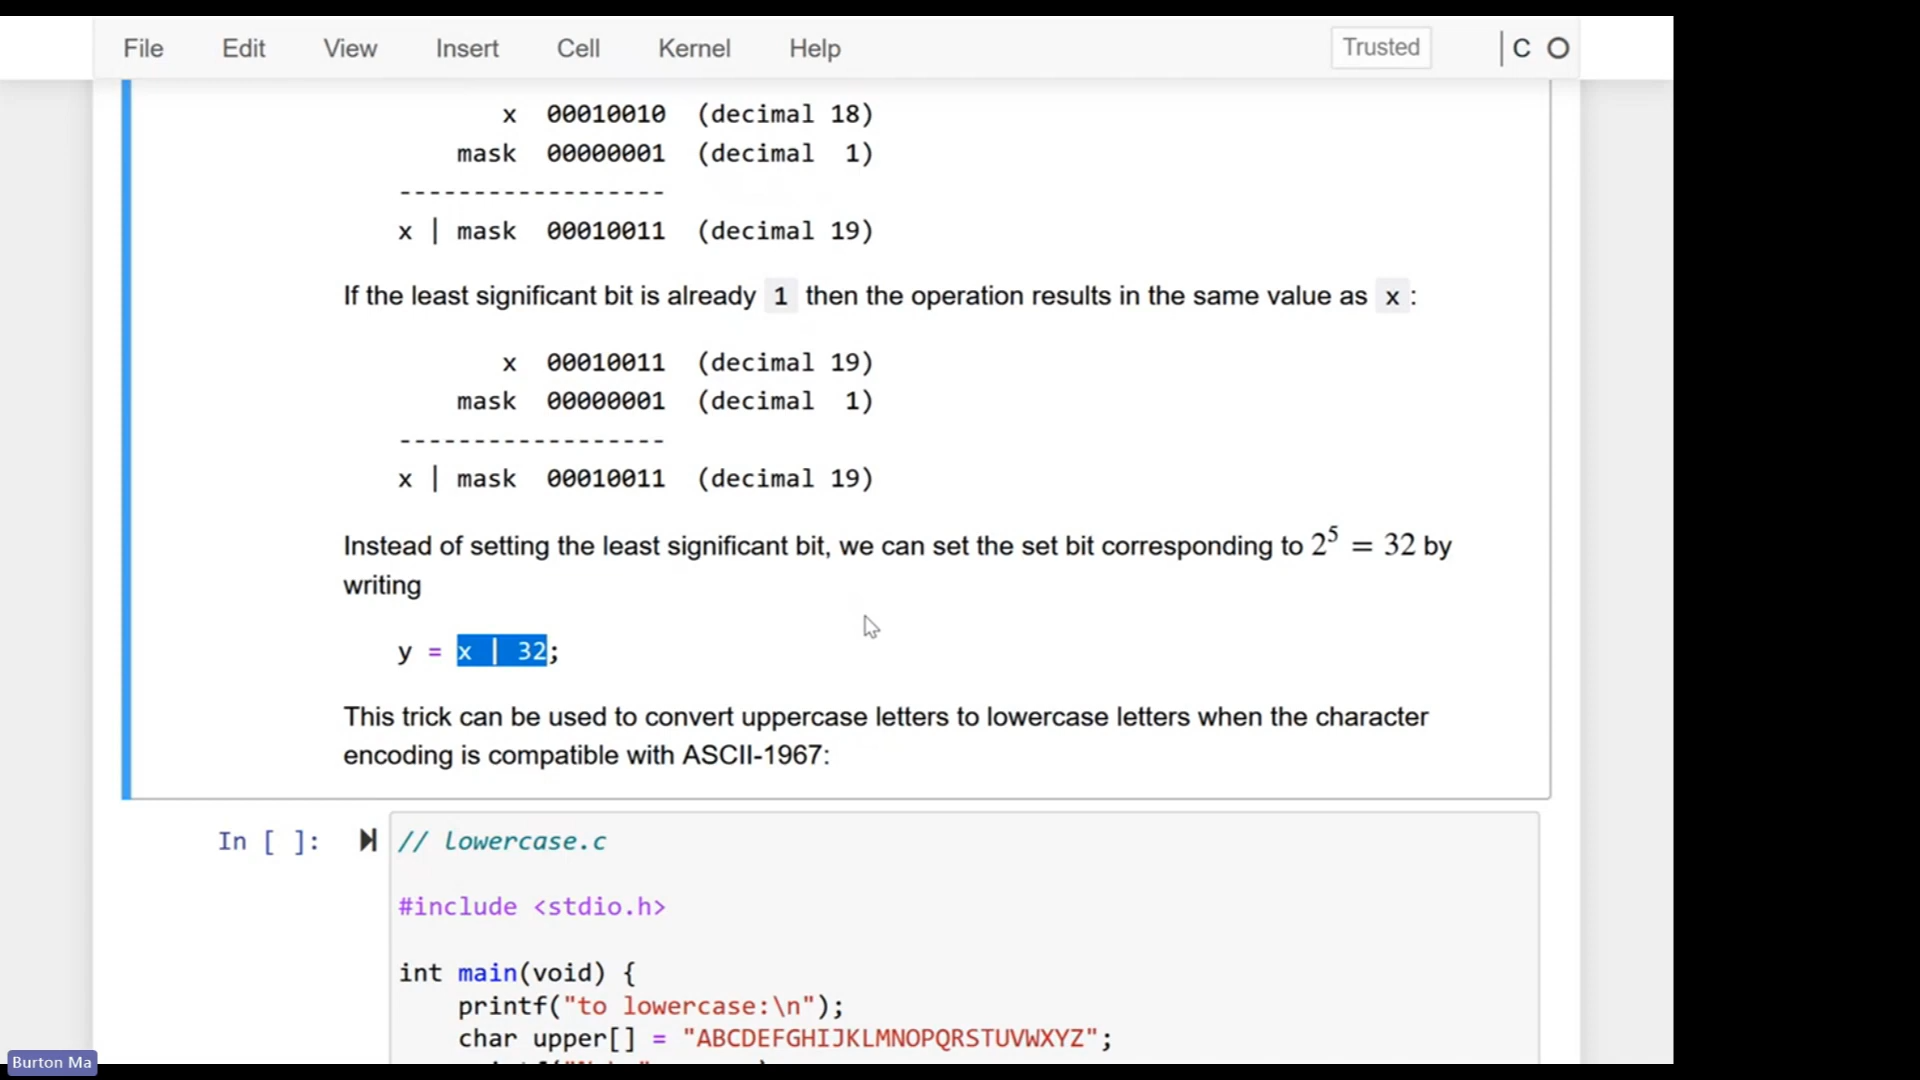 File Edit View Insert Cell Kernel Help Trusted C
x 00010010 (decimal 18)
mask 00000001 (decimal 1)
------------------
x | mask 00010011 (decimal 19)
If the least significant bit is already 1 then the operation results in the same value as x :
x 00010011 (decimal 19)
mask 00000001 (decimal 1)
------------------
x | mask 00010011 (decimal 19)
Instead of setting the least significant bit, we can set the set bit corresponding to 2⁵ = 32 by
writing
y = x | 32;
This trick can be used to convert uppercase letters to lowercase letters when the character
encoding is compatible with ASCII-1967:
In [ ]: // lowercase.c
#include <stdio.h>
int main(void) {
printf("to lowercase:\n");
char upper[] = "ABCDEFGHIJKLMNOPQRSTUVWXYZ";
Burton Ma